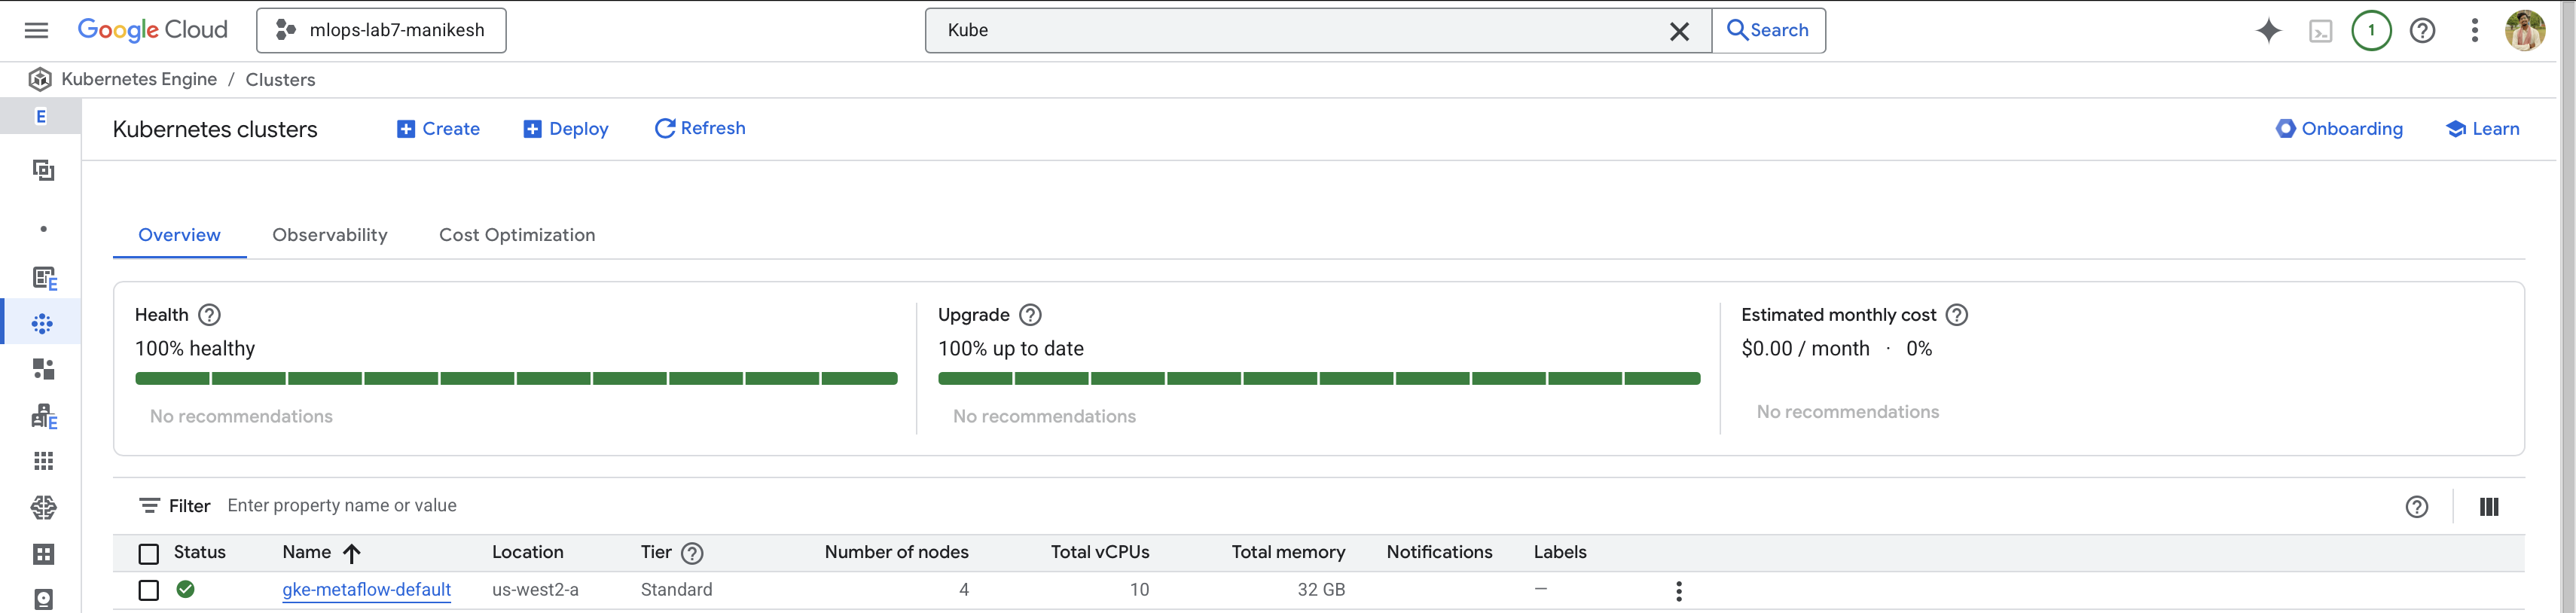 Google Cloud
mlops-lab7-manikesh
Kube
Search
1
Kubernetes Engine / Clusters
E
Kubernetes clusters
Create
Deploy
Refresh
Onboarding
Learn
Overview
Observability
Cost Optimization
E
Health
100% healthy
No recommendations
Upgrade
100% up to date
No recommendations
Estimated monthly cost
$0.00 / month · 0%
No recommendations
E
Filter Enter property name or value
Status Name Location Tier Number of nodes Total vCPUs Total memory Notifications Labels
gke-metaflow-default us-west2-a Standard 4 10 32 GB —